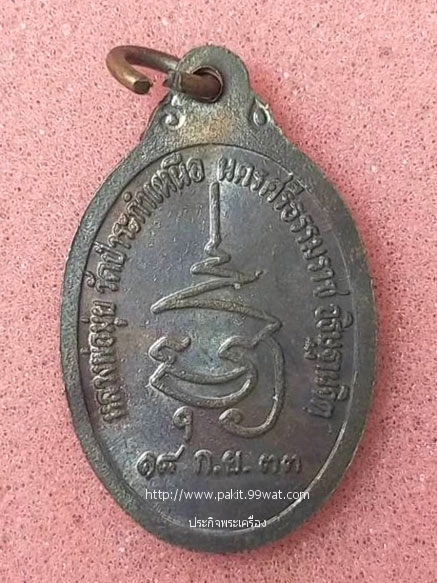 หลวงพ่อมุ่ย วัดป่าระกำเหนือ นครศรีธรรมราช
๑๘ ก.ย. ๓๓
http://www.pakit.99wat.com/
ประกิจพระเครื่อง